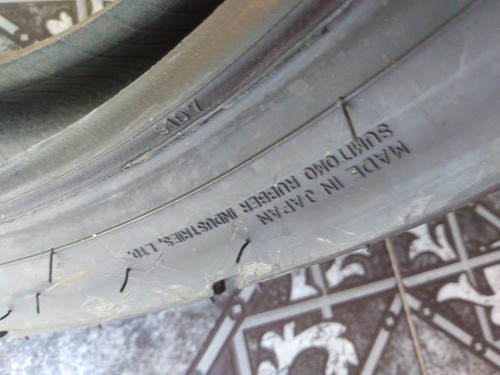 MADE IN JAPAN
SUMITOMO RUBBER INDUSTRIES, LTD.